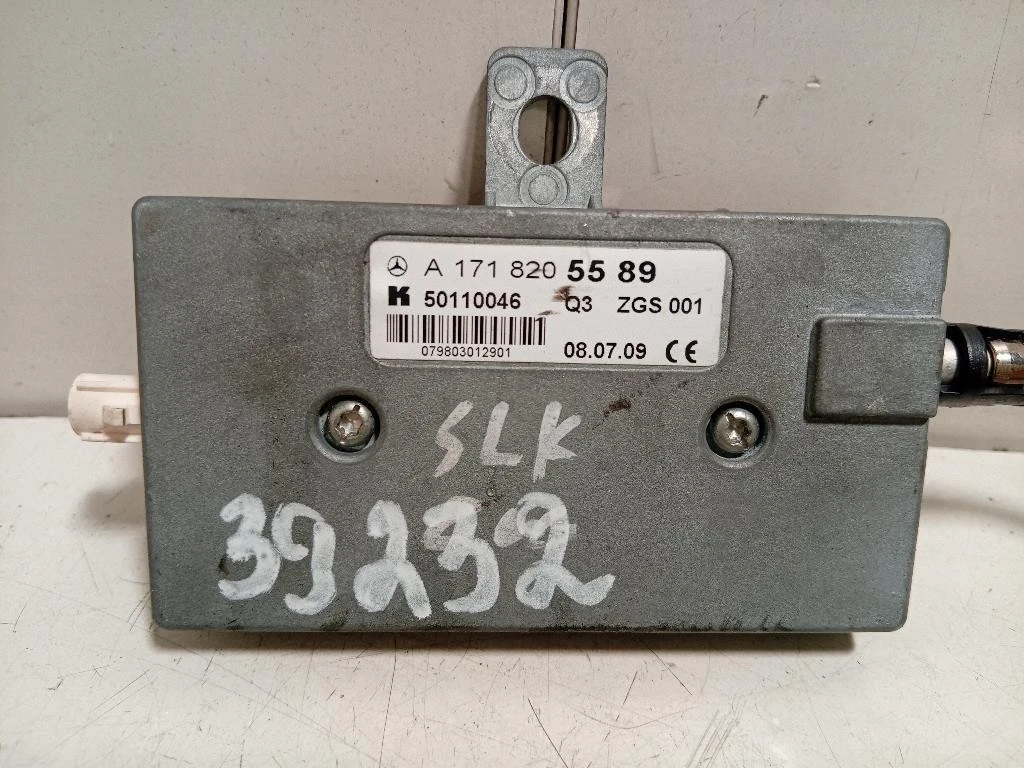 A 171 820 55 89
K 50110046 Q3 ZGS 001
079803012901 08.07.09 CE
SLK
39232